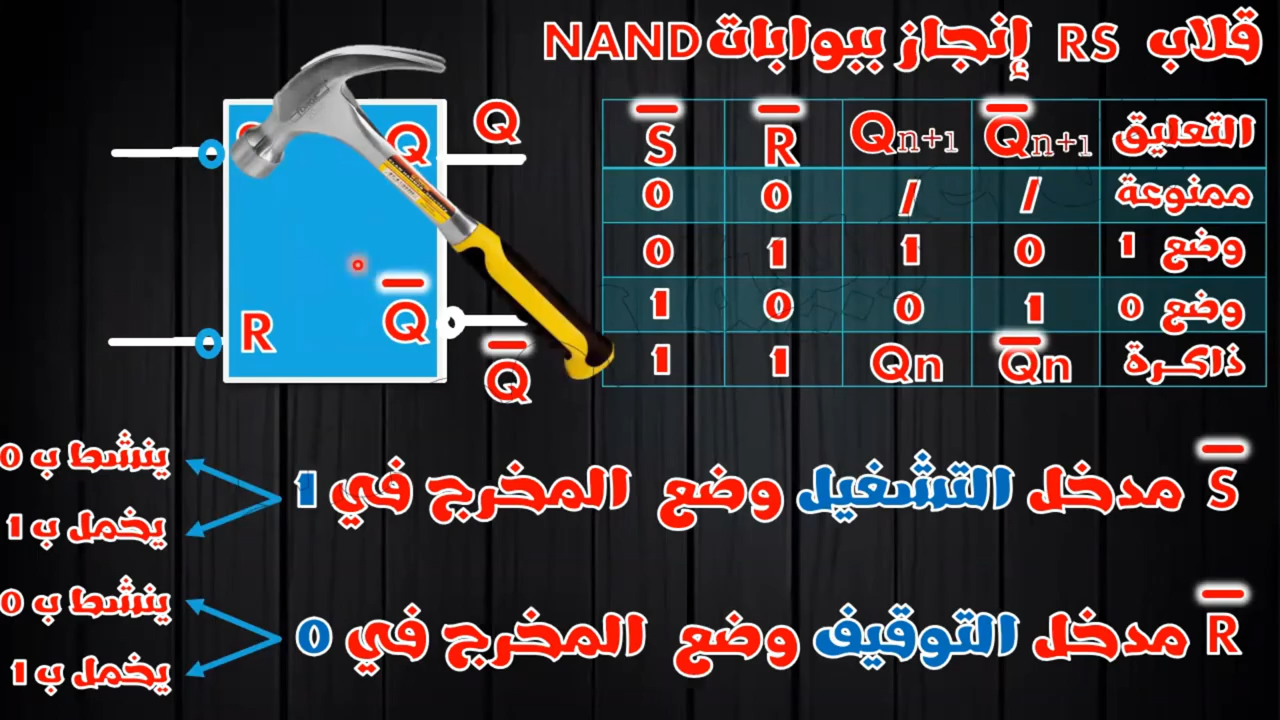 قلاب RS إنجاز ببوابات NAND
S̅ R̅ Qn+1 Q̅n+1 التعليق
0 0 / / ممنوعة
0 1 1 0 وضع 1
1 0 0 1 وضع 0
1 1 Qn Q̅n ذاكرة
Q Q
R Q̅
Q̅
S̅ مدخل التشغيل وضع المخرج في 1
ينشط ب 0
يخمل ب 1
R̅ مدخل التوقيف وضع المخرج في 0
ينشط ب 0
يخمل ب 1